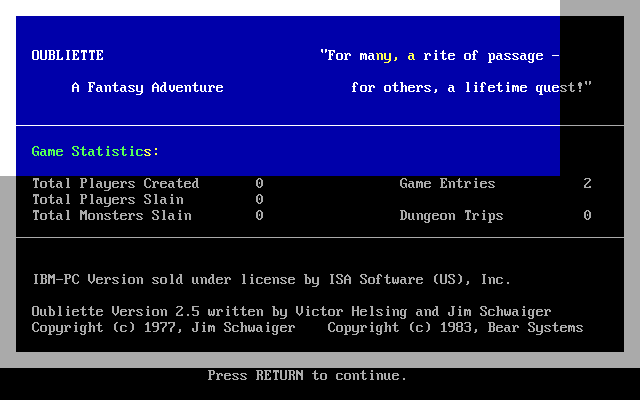 OUBLIETTE "For many, a rite of passage -
A Fantasy Adventure for others, a lifetime quest!"
Game Statistics:
Total Players Created 0 Game Entries 2
Total Players Slain 0
Total Monsters Slain 0 Dungeon Trips 0
IBM-PC Version sold under license by ISA Software (US), Inc.
Oubliette Version 2.5 written by Victor Helsing and Jim Schwaiger
Copyright (c) 1977, Jim Schwaiger Copyright (c) 1983, Bear Systems
Press RETURN to continue.